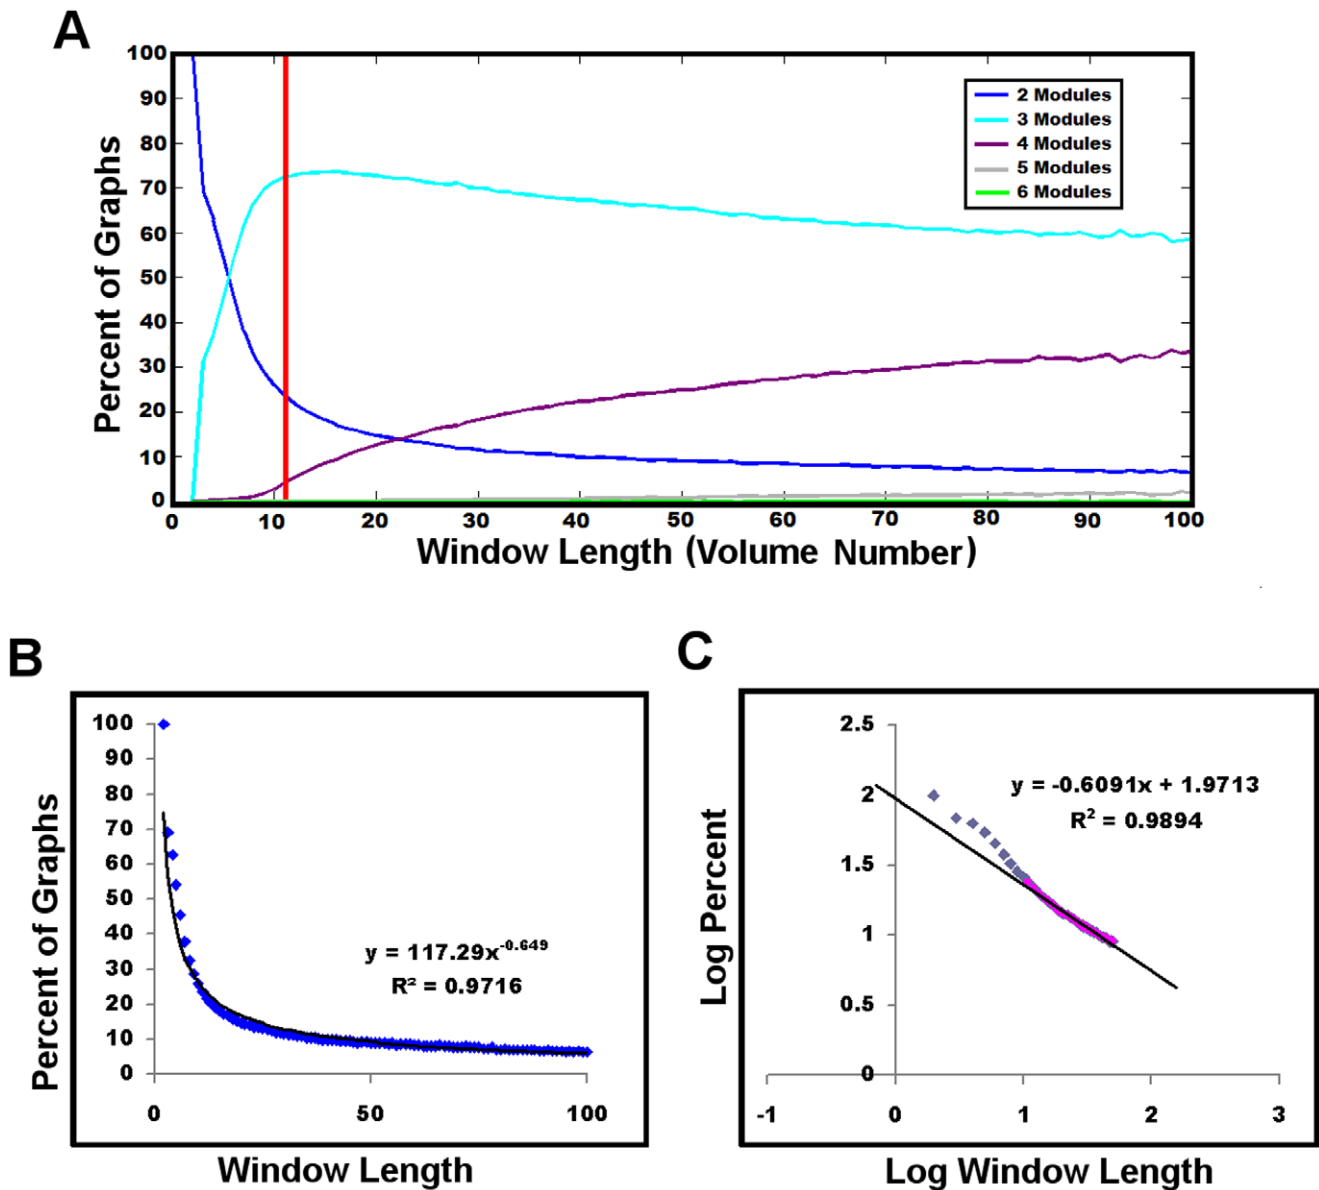 A
100
90
80
70
60
50
40
30
20
10
0
Percent of Graphs
2 Modules
3 Modules
4 Modules
5 Modules
6 Modules
0 10 20 30 40 50 60 70 80 90 100
Window Length (Volume Number)
B
100
90
80
70
60
50
40
30
20
10
0
Percent of Graphs
y = 117.29x^-0.649
R² = 0.9716
0 50 100
Window Length
C
2.5
2
1.5
1
0.5
0
Log Percent
y = -0.6091x + 1.9713
R² = 0.9894
-1 0 1 2 3
Log Window Length